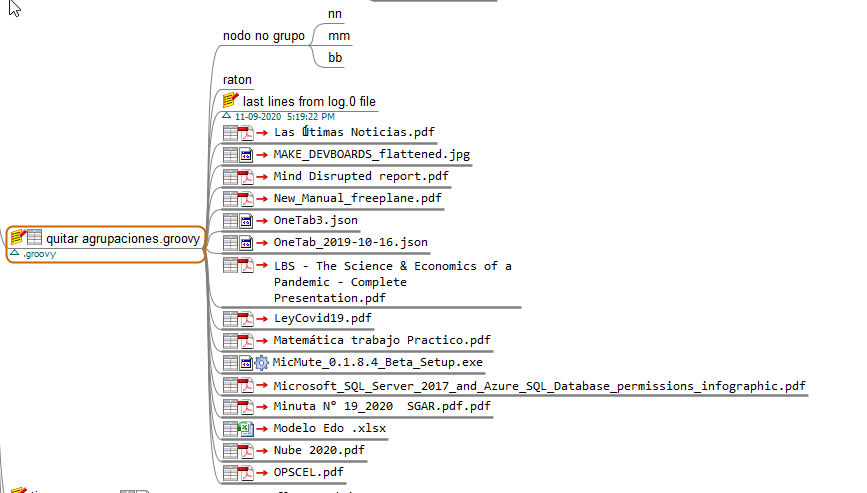 nn
nodo no grupo
mm
bb
raton
last lines from log.0 file
11-09-2020 5:19:22 PM
Las Útimas Noticias.pdf
MAKE_DEVBOARDS_flattened.jpg
Mind Disrupted report.pdf
New_Manual_freeplane.pdf
OneTab3.json
quitar agrupaciones.groovy
OneTab_2019-10-16.json
.groovy
LBS - The Science & Economics of a
Pandemic - Complete
Presentation.pdf
LeyCovid19.pdf
Matemática trabajo Practico.pdf
MicMute_0.1.8.4_Beta_Setup.exe
Microsoft_SQL_Server_2017_and_Azure_SQL_Database_permissions_infographic.pdf
Minuta N° 19_2020  SGAR.pdf.pdf
Modelo Edo .xlsx
Nube 2020.pdf
OPSCEL.pdf